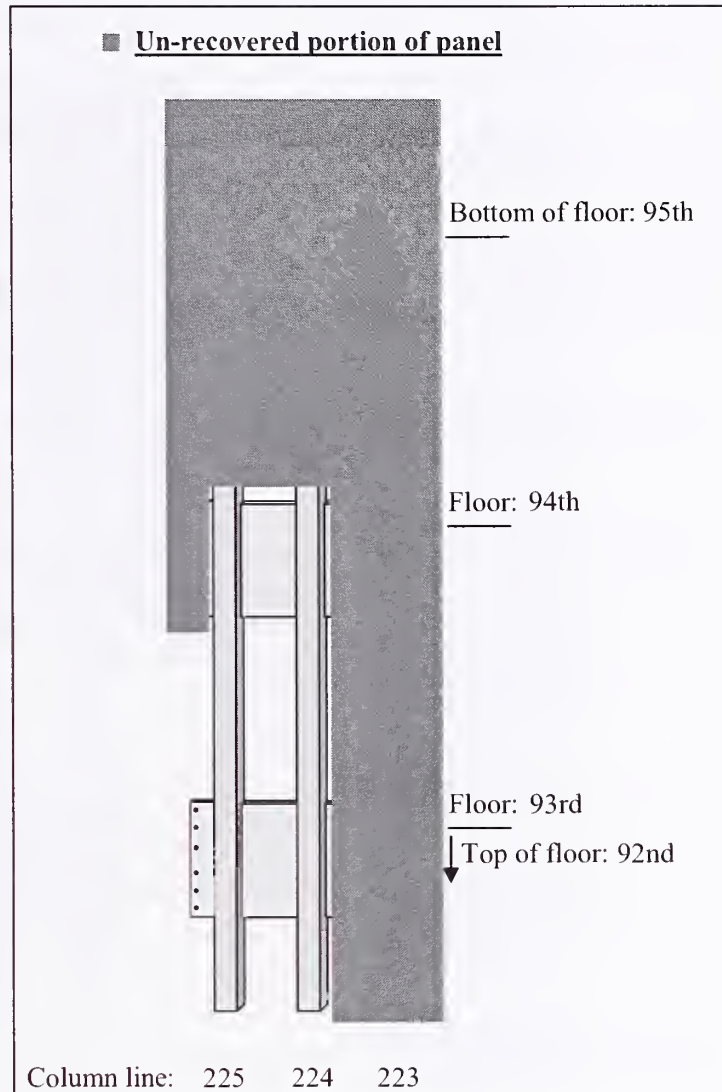 Un-recovered portion of panel
Bottom of floor: 95th
Floor: 94th
Floor: 93rd
Top of floor: 92nd
Column line: 225 224 223